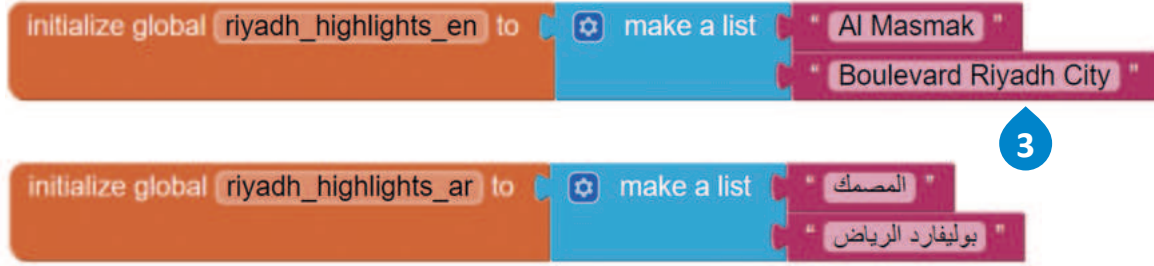 initialize global riyadh_highlights_en to make a list " Al Masmak "
" Boulevard Riyadh City "
3
initialize global riyadh_highlights_ar to make a list " المصمك "
" بوليفارد الرياض "